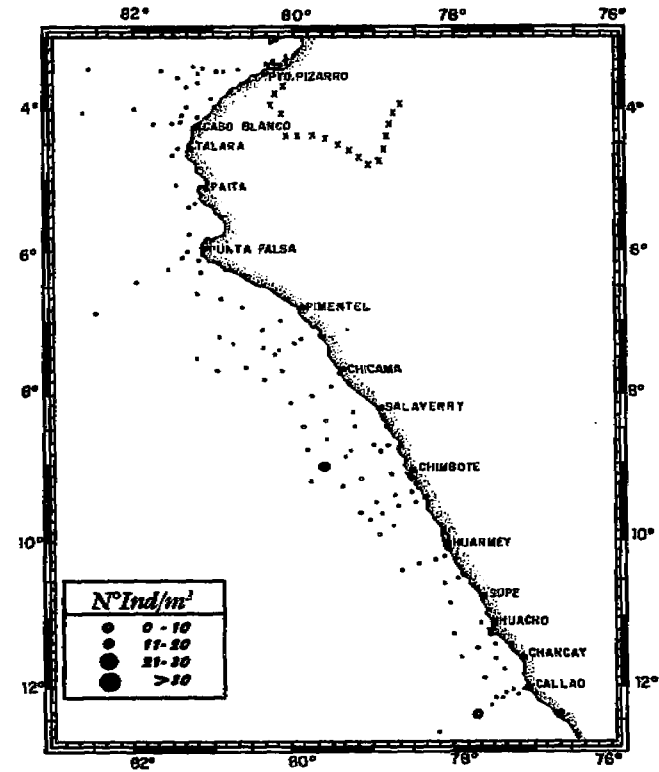 82° 80° 78° 76°
PTO. PIZARRO
4° 4°
CABO BLANCO
TALARA
PAITA
6° PUNTA FALSA 6°
PIMENTEL
CHICAMA
8° 8°
SALAVERRY
CHIMBOTE
10° HUARMEY 10°
SUPE
HUACHO
CHANCAY
12° CALLAO 12°
N°Ind/m³
0 - 10
11- 20
21- 30
>30
82° 80° 78° 76°